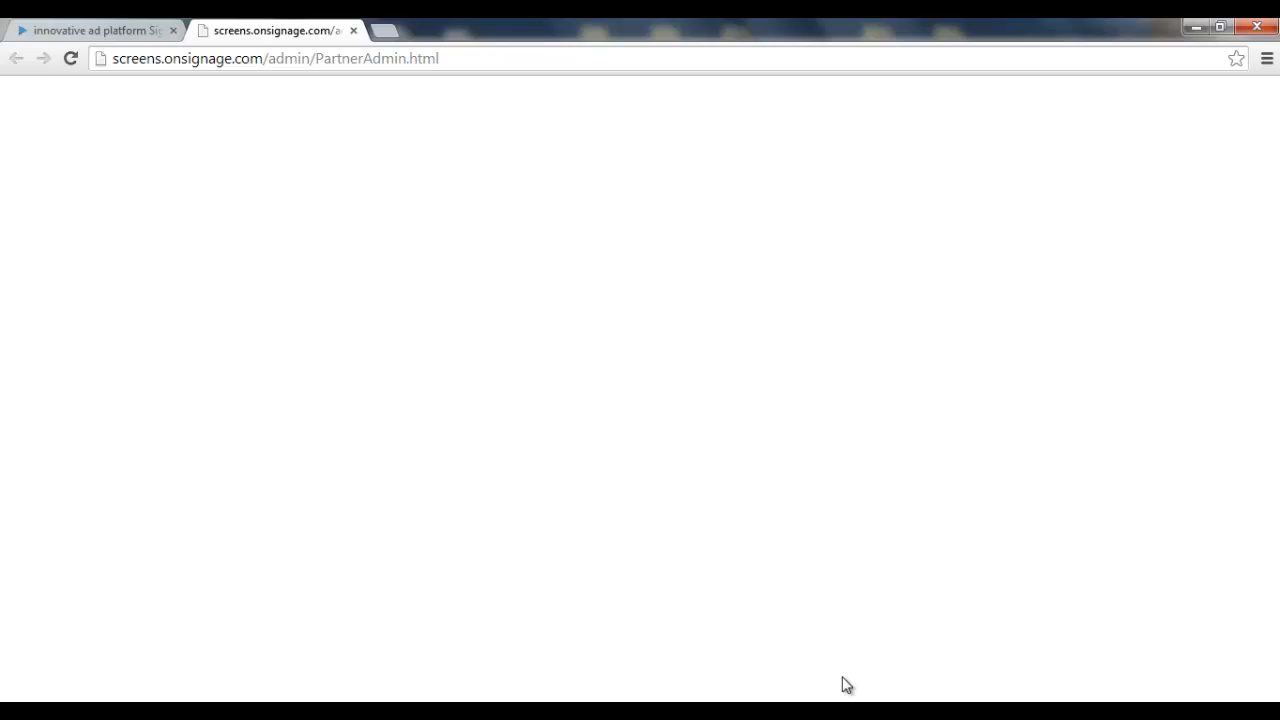 innovative ad platform Sig
screens.onsignage.com/a
screens.onsignage.com/admin/PartnerAdmin.html